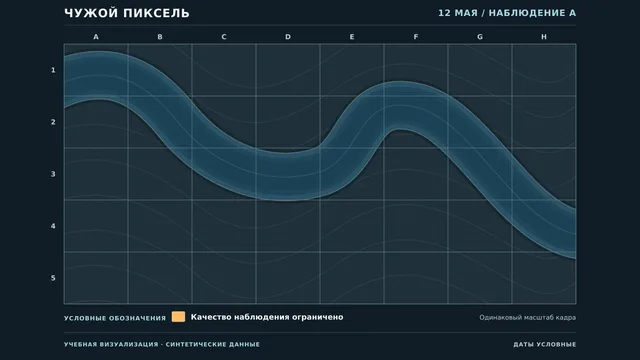 ЧУЖОЙ ПИКСЕЛЬ
12 МАЯ / НАБЛЮДЕНИЕ A
A B C D E F G H
1
2
3
4
5
УСЛОВНЫЕ ОБОЗНАЧЕНИЯ
Качество наблюдения ограничено
Одинаковый масштаб кадра
УЧЕБНАЯ ВИЗУАЛИЗАЦИЯ · СИНТЕТИЧЕСКИЕ ДАННЫЕ
ДАТЫ УСЛОВНЫЕ